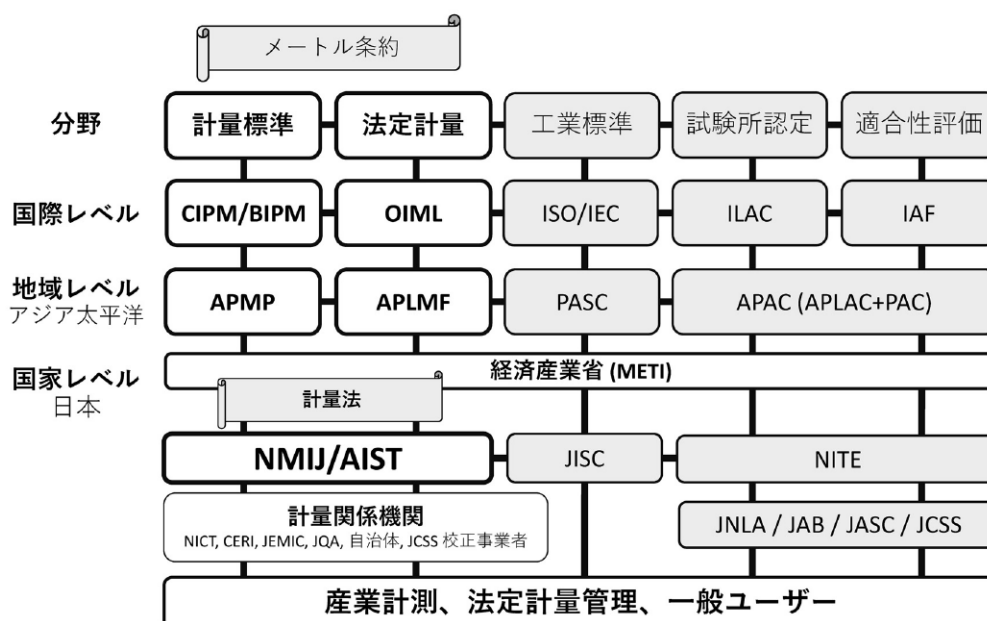 メートル条約
分野
計量標準
法定計量
工業標準
試験所認定
適合性評価
国際レベル
CIPM/BIPM
OIML
ISO/IEC
ILAC
IAF
地域レベル
アジア太平洋
APMP
APLMF
PASC
APAC (APLAC+PAC)
国家レベル
日本
経済産業省 (METI)
計量法
NMIJ/AIST
JISC
NITE
計量関係機関
NICT, CERI, JEMIC, JQA, 自治体, JCSS 校正事業者
JNLA / JAB / JASC / JCSS
産業計測、法定計量管理、一般ユーザー